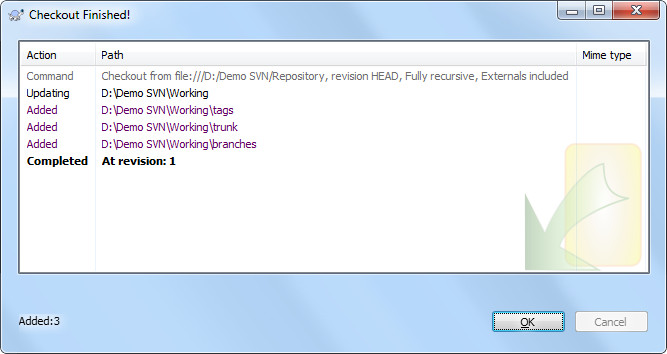 Checkout Finished!
Action Path Mime type
Command Checkout from file:///D:/Demo SVN/Repository, revision HEAD, Fully recursive, Externals included
Updating D:\Demo SVN\Working
Added D:\Demo SVN\Working\tags
Added D:\Demo SVN\Working\trunk
Added D:\Demo SVN\Working\branches
Completed At revision: 1
Added:3 OK Cancel